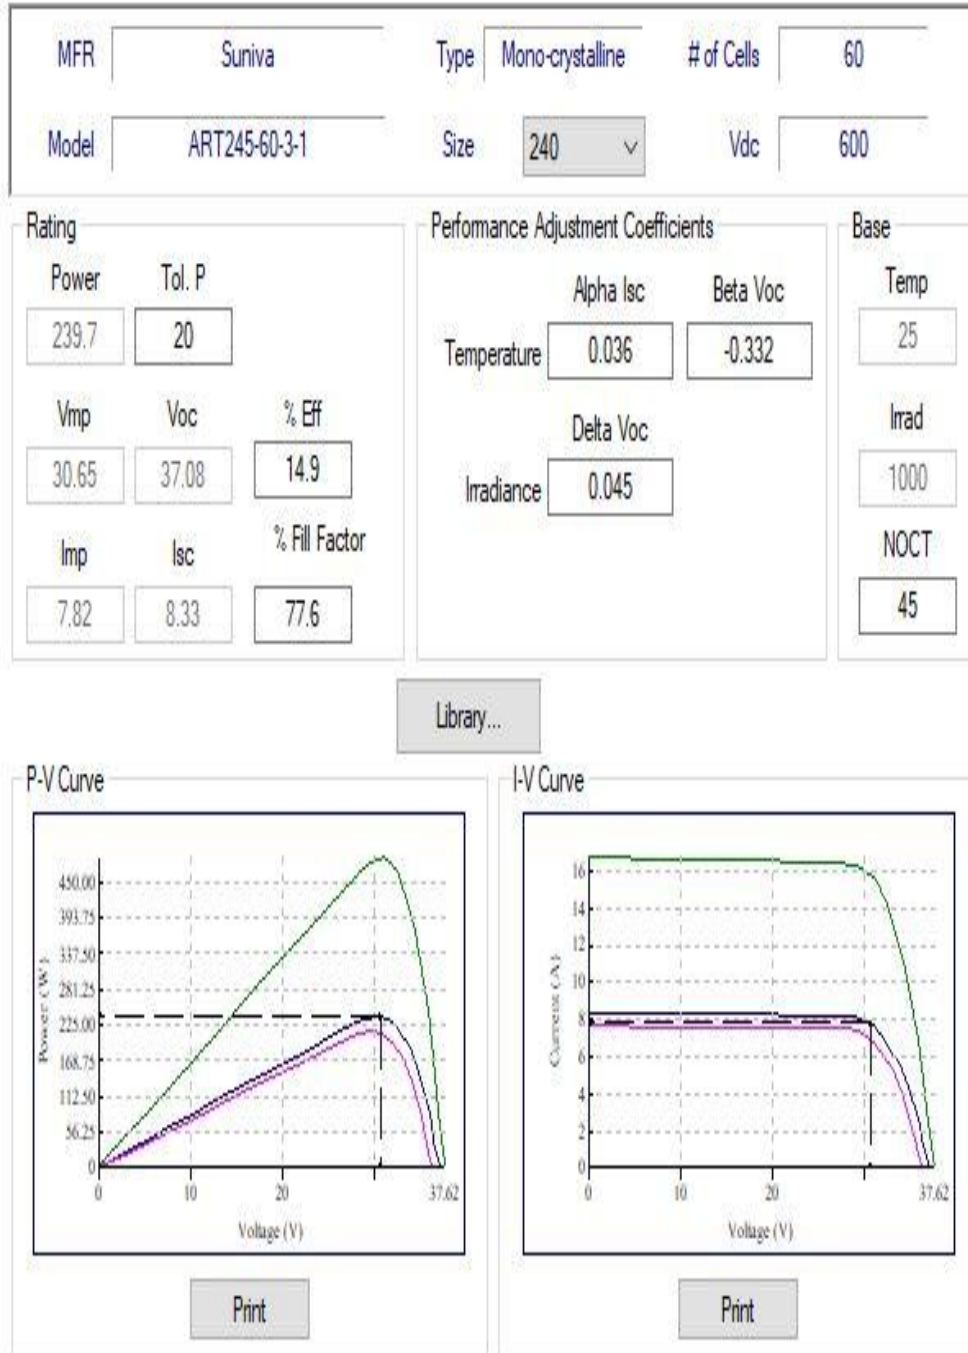 MFR Suniva Type Mono-crystalline # of Cells 60
Model ART245-60-3-1 Size 240 Vdc 600
Rating
Power Tol. P
239.7 20
Vmp Voc % Eff
30.65 37.08 14.9
Imp Isc % Fill Factor
7.82 8.33 77.6
Performance Adjustment Coefficients
Alpha Isc Beta Voc
Temperature 0.036 -0.332
Delta Voc
Irradiance 0.045
Base
Temp
25
Irrad
1000
NOCT
45
Library...
P-V Curve
450.00
393.75
337.50
281.25
225.00
168.75
112.50
56.25
0
Power (W)
0 10 20 37.62
Voltage (V)
Print
I-V Curve
16
14
12
10
8
6
4
2
0
Current (A)
0 10 20 37.62
Voltage (V)
Print